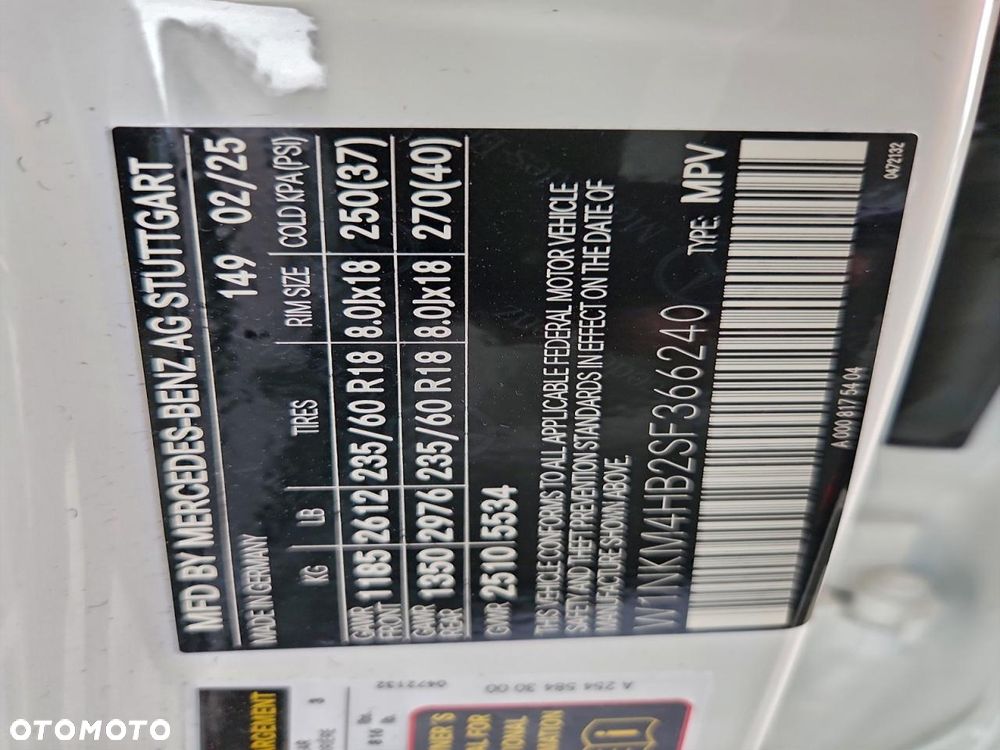 MFD BY MERCEDES-BENZ AG STUTTGART
MADE IN GERMANY 149 02/25
KG LB TIRES RIM SIZE COLD KPA(PSI)
GAWR FRONT 1185 2612 235/60 R18 8.0Jx18 250(37)
GAWR REAR 1350 2976 235/60 R18 8.0Jx18 270(40)
GVWR 2510 5534
THIS VEHICLE CONFORMS TO ALL APPLICABLE FEDERAL MOTOR VEHICLE
SAFETY AND THEFT PREVENTION STANDARDS IN EFFECT ON THE DATE OF
MANUFACTURE SHOWN ABOVE.
W1NKM4HB2SF366240 TYPE: MPV
A 000 817 54 04 0472132
0472132
A 254 584 30 00
OTOMOTO